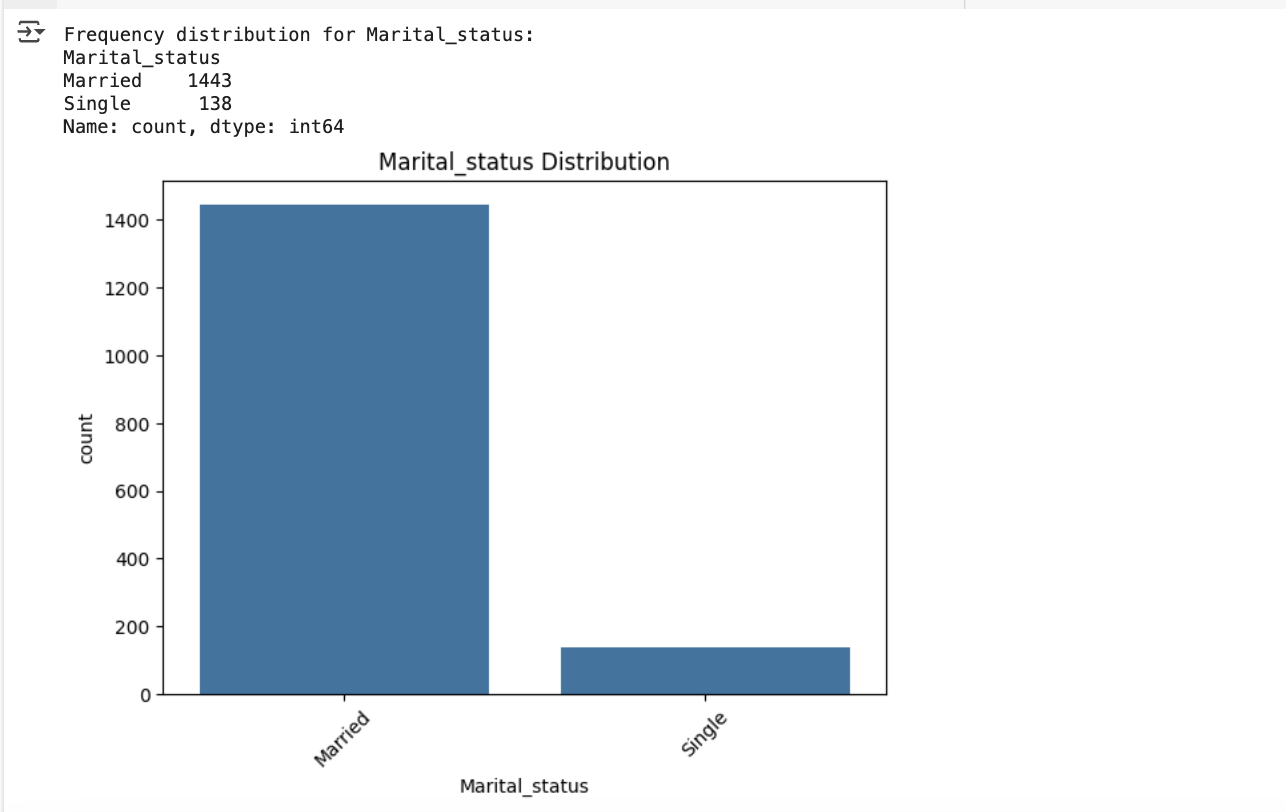 Frequency distribution for Marital_status:
Marital_status
Married    1443
Single      138
Name: count, dtype: int64
Marital_status Distribution
1400
1200
1000
800
600
400
200
0
count
Married
Single
Marital_status